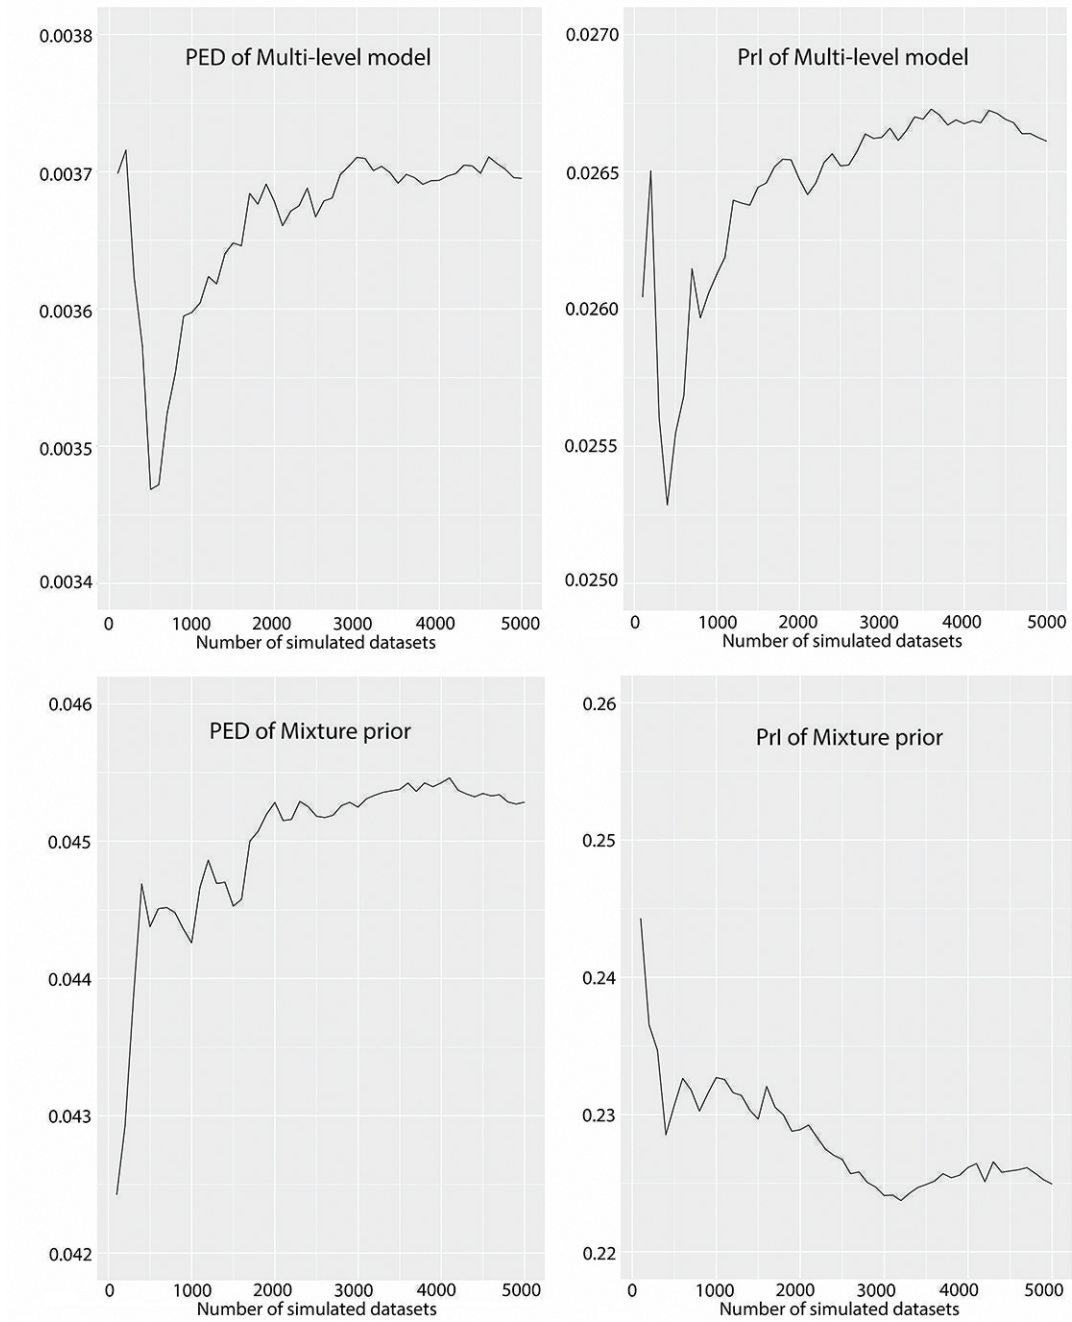 PED of Multi-level model
0.0038
0.0037
0.0036
0.0035
0.0034
0 1000 2000 3000 4000 5000
Number of simulated datasets
PrI of Multi-level model
0.0270
0.0265
0.0260
0.0255
0.0250
0 1000 2000 3000 4000 5000
Number of simulated datasets
PED of Mixture prior
0.046
0.045
0.044
0.043
0.042
0 1000 2000 3000 4000 5000
Number of simulated datasets
PrI of Mixture prior
0.26
0.25
0.24
0.23
0.22
0 1000 2000 3000 4000 5000
Number of simulated datasets